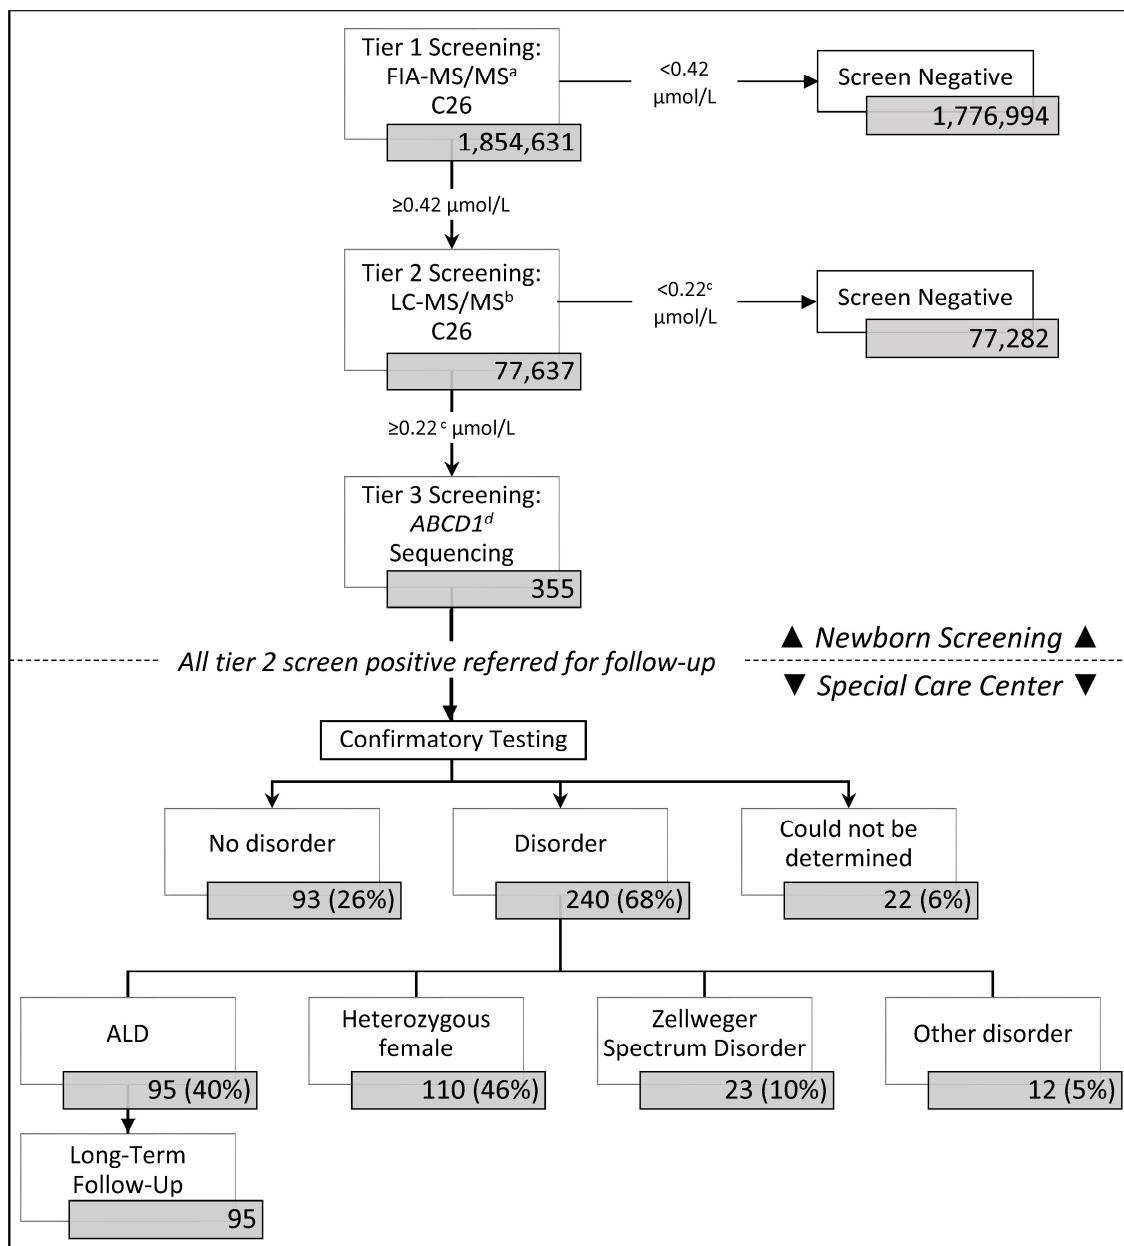 Tier 1 Screening:
FIA-MS/MSᵃ
C26
1,854,631
<0.42
µmol/L
Screen Negative
1,776,994
≥0.42 µmol/L
Tier 2 Screening:
LC-MS/MSᵇ
C26
77,637
<0.22ᶜ
µmol/L
Screen Negative
77,282
≥0.22ᶜ µmol/L
Tier 3 Screening:
ABCD1ᵈ
Sequencing
355
▲ Newborn Screening ▲
All tier 2 screen positive referred for follow-up
▼ Special Care Center ▼
Confirmatory Testing
No disorder
93 (26%)
Disorder
240 (68%)
Could not be
determined
22 (6%)
ALD
95 (40%)
Heterozygous
female
110 (46%)
Zellweger
Spectrum Disorder
23 (10%)
Other disorder
12 (5%)
Long-Term
Follow-Up
95